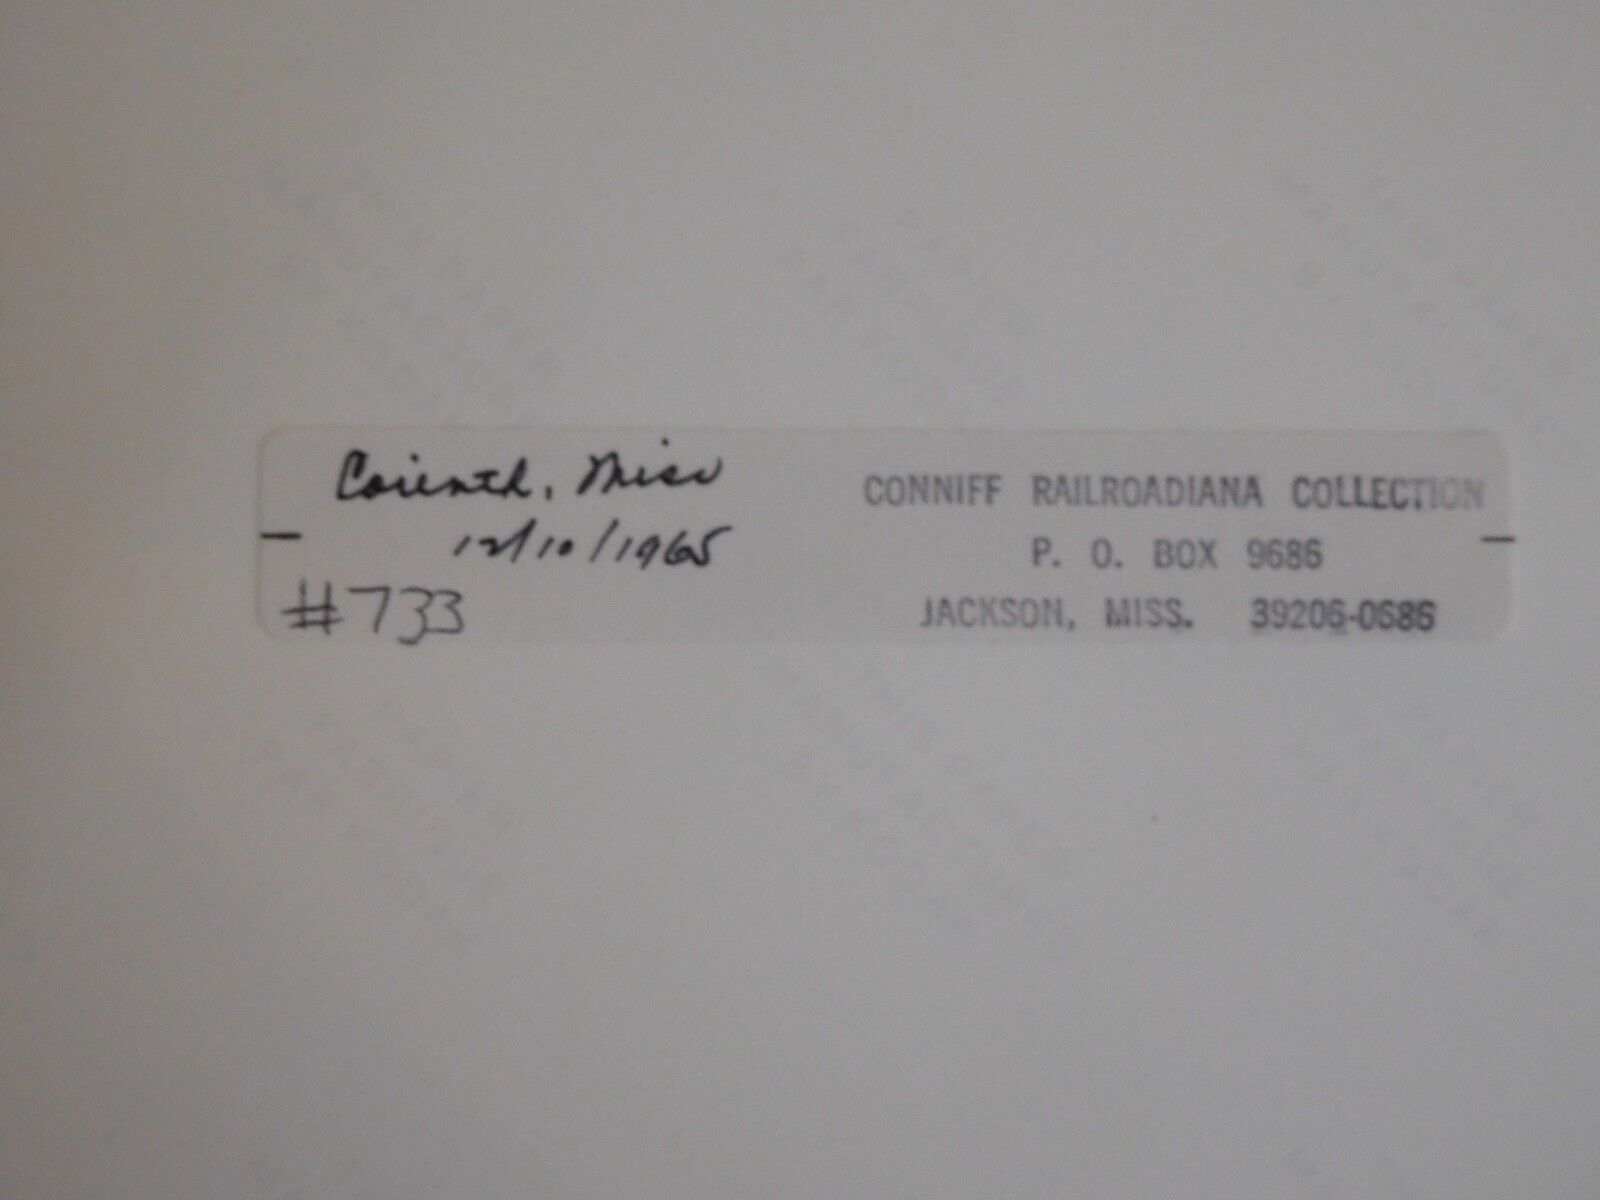 Corinth, Miss
12/10/1965
#733
CONNIFF RAILROADIANA COLLECTION
P. O. BOX 9686
JACKSON, MISS. 39206-0686